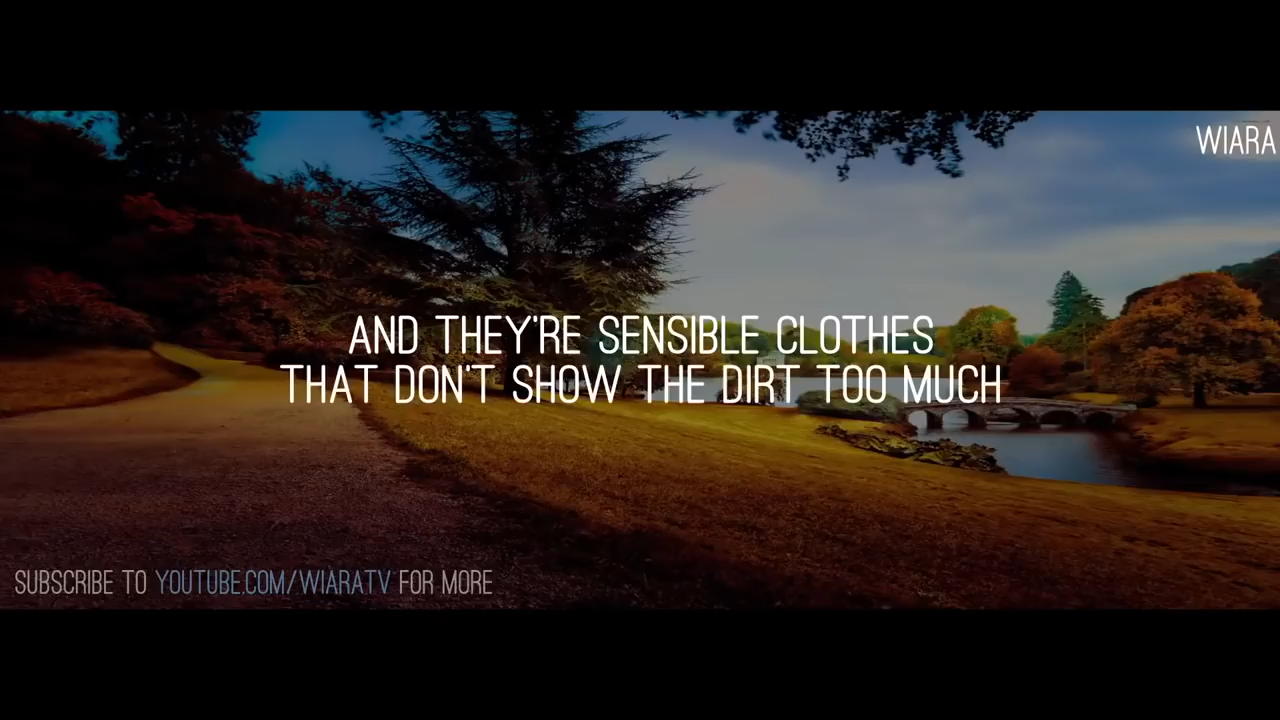 WIARA
AND THEY'RE SENSIBLE CLOTHES
THAT DON'T SHOW THE DIRT TOO MUCH
SUBSCRIBE TO YOUTUBE.COM/WIARATV FOR MORE